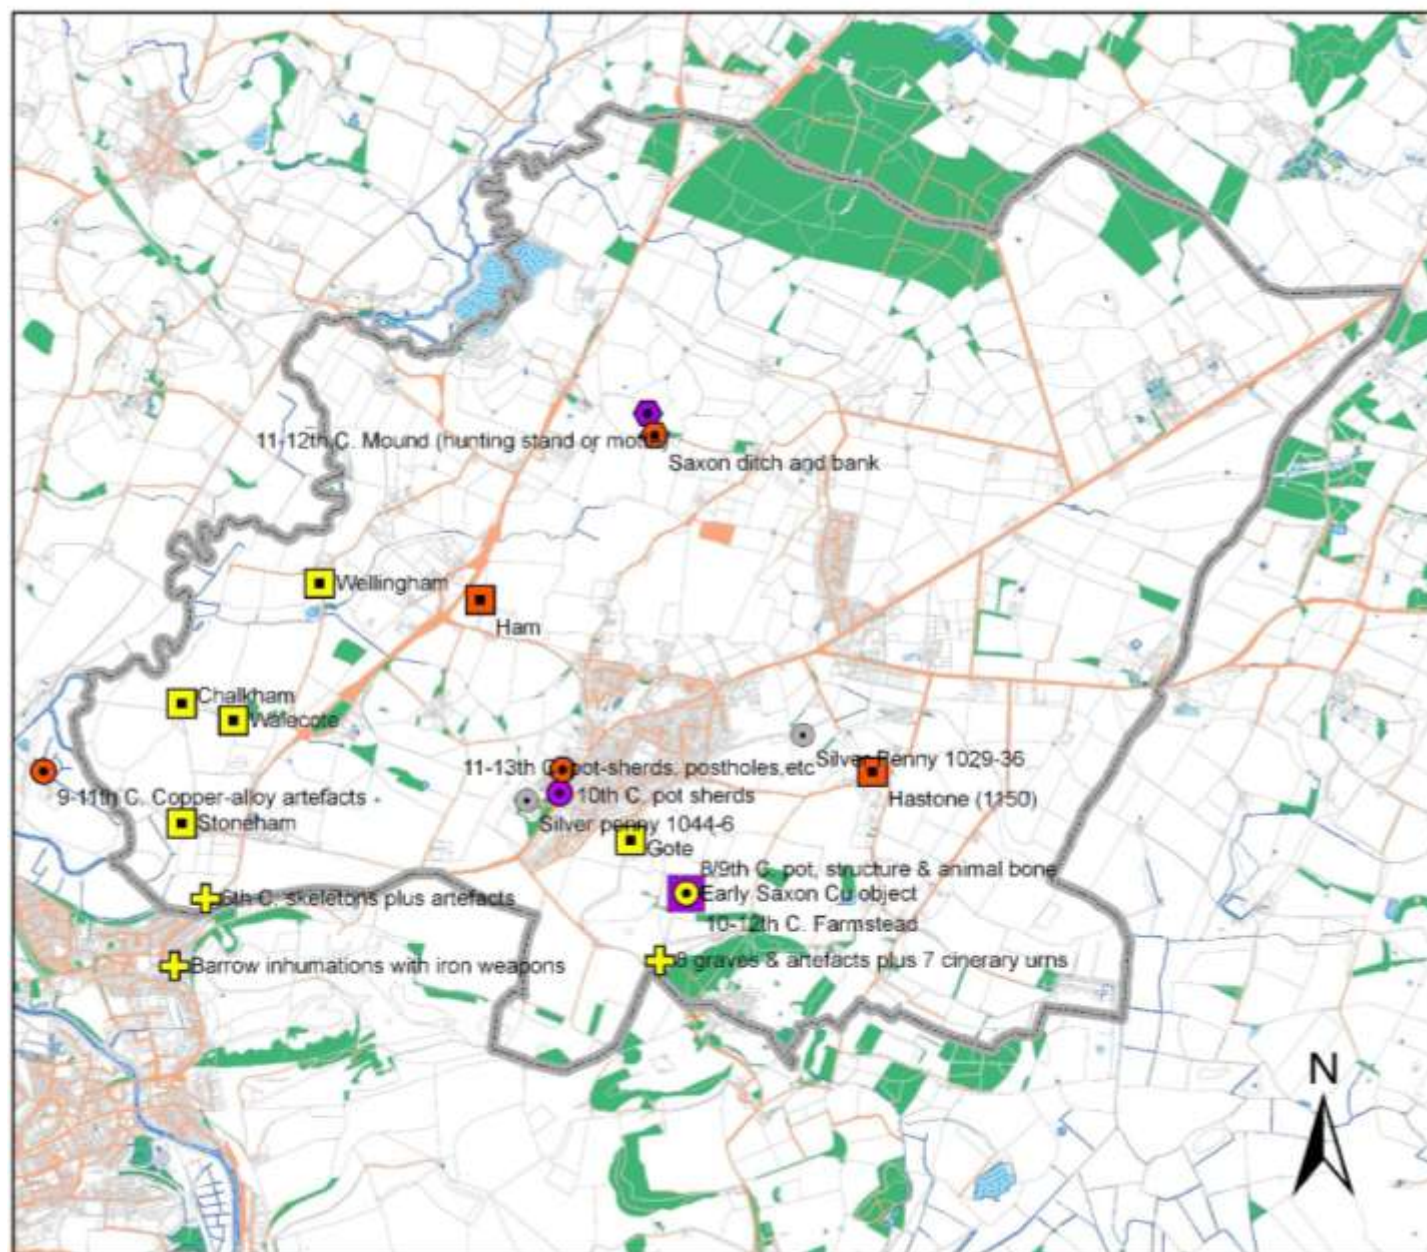 11-12th C. Mound (hunting stand or motte)
Saxon ditch and bank
Wellingham
Ham
Chalkham
Walecote
Silver Penny 1029-36
11-13th C. pot-sherds, postholes,etc
9-11th C. Copper-alloy artefacts
10th C. pot sherds
Hastone (1150)
Stoneham
Silver penny 1044-6
Gote
8/9th C. pot, structure & animal bone
Early Saxon Cu object
6th C. skeletons plus artefacts
10-12th C. Farmstead
graves & artefacts plus 7 cinerary urns
Barrow inhumations with iron weapons
N